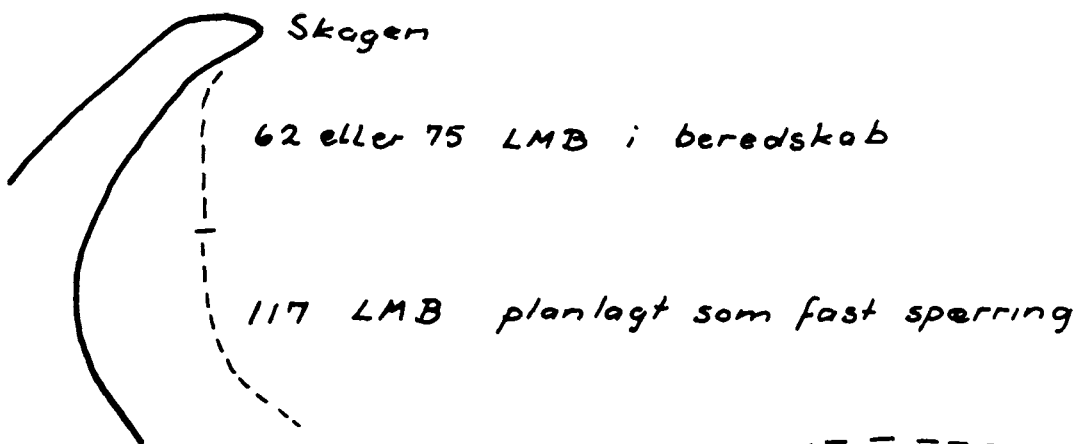 Skagen
62 eller 75 LMB i beredskab
117 LMB planlagt som fast spærring